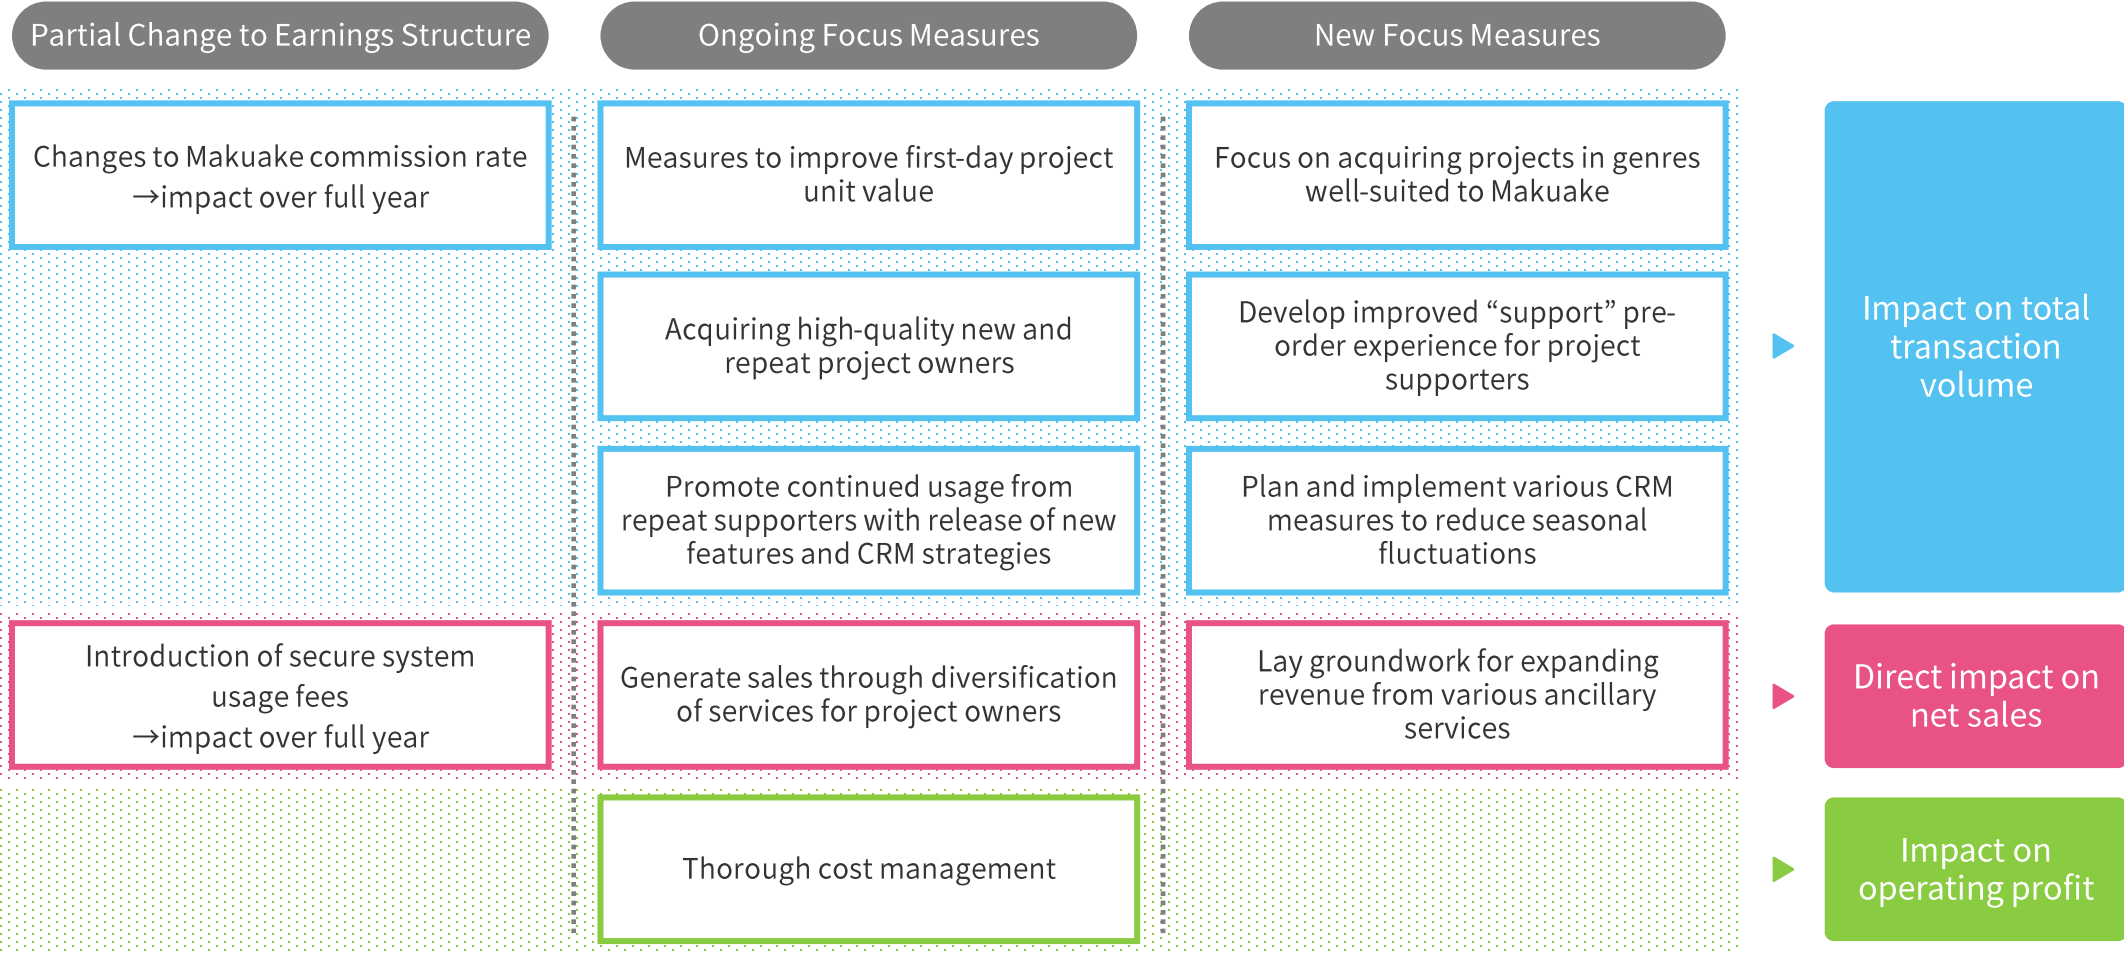 Partial Change to Earnings Structure
Ongoing Focus Measures
New Focus Measures
Changes to Makuake commission rate
→impact over full year
Measures to improve first-day project
unit value
Focus on acquiring projects in genres
well-suited to Makuake
Acquiring high-quality new and
repeat project owners
Develop improved “support” pre-
order experience for project
supporters
Promote continued usage from
repeat supporters with release of new
features and CRM strategies
Plan and implement various CRM
measures to reduce seasonal
fluctuations
Impact on total
transaction
volume
Introduction of secure system
usage fees
→impact over full year
Generate sales through diversification
of services for project owners
Lay groundwork for expanding
revenue from various ancillary
services
Direct impact on
net sales
Thorough cost management
Impact on
operating profit